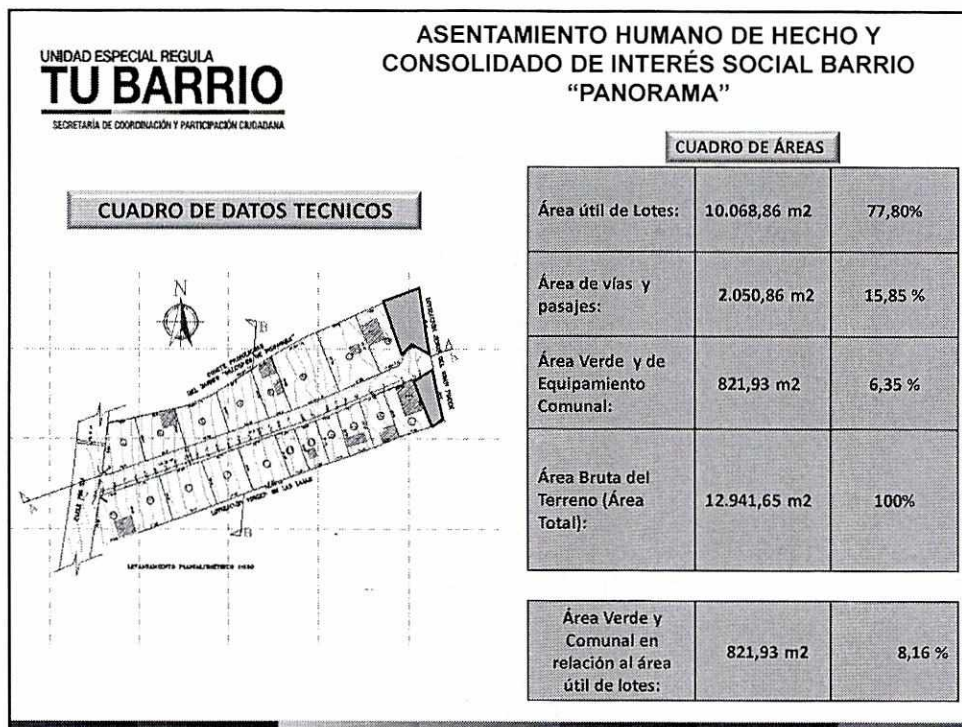 UNIDAD ESPECIAL REGULA
TU BARRIO
SECRETARÍA DE COORDINACIÓN Y PARTICIPACIÓN CIUDADANA
ASENTAMIENTO HUMANO DE HECHO Y
CONSOLIDADO DE INTERÉS SOCIAL BARRIO
“PANORAMA”
CUADRO DE DATOS TECNICOS
N
B
A
A
B
CUADRO DE ÁREAS
Área útil de Lotes: 10.068,86 m2 77,80%
Área de vías y
pasajes: 2.050,86 m2 15,85 %
Área Verde y de
Equipamiento
Comunal: 821,93 m2 6,35 %
Área Bruta del
Terreno (Área
Total): 12.941,65 m2 100%
Área Verde y
Comunal en
relación al área
útil de lotes: 821,93 m2 8,16 %